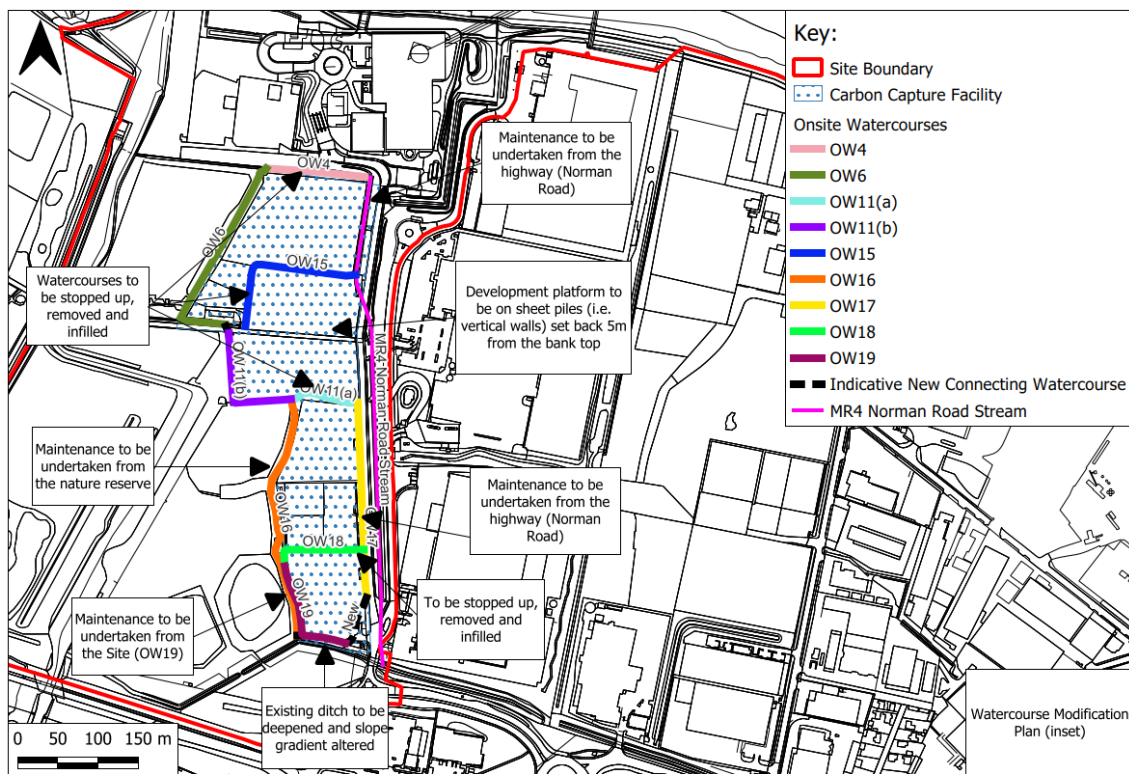 Key:
Site Boundary
Carbon Capture Facility
Onsite Watercourses
OW4
OW6
OW11(a)
OW11(b)
OW15
OW16
OW17
OW18
OW19
Indicative New Connecting Watercourse
MR4 Norman Road Stream
Maintenance to be
undertaken from the
highway (Norman
Road)
OW4
OW6
OW15
Watercourses to
be stopped up,
removed and
infilled
Development platform to
be on sheet piles (i.e.
vertical walls) set back 5m
from the bank top
OW11(b)
OW11(a)
MR4 Norman Road Stream
Maintenance to be
undertaken from
the nature reserve
Maintenance to be
undertaken from the
highway (Norman
Road)
OW16
OW17
OW18
OW19
New
Maintenance to be
undertaken from
the Site (OW19)
To be stopped up,
removed and
infilled
Existing ditch to be
deepened and slope
gradient altered
Watercourse Modification
Plan (inset)
0 50 100 150 m